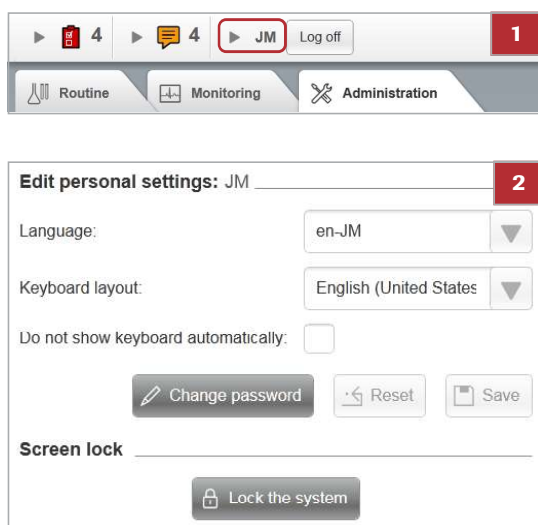 4 4 JM Log off 1
Routine Monitoring Administration
Edit personal settings: JM 2
Language: en-JM
Keyboard layout: English (United States
Do not show keyboard automatically:
Change password Reset Save
Screen lock
Lock the system